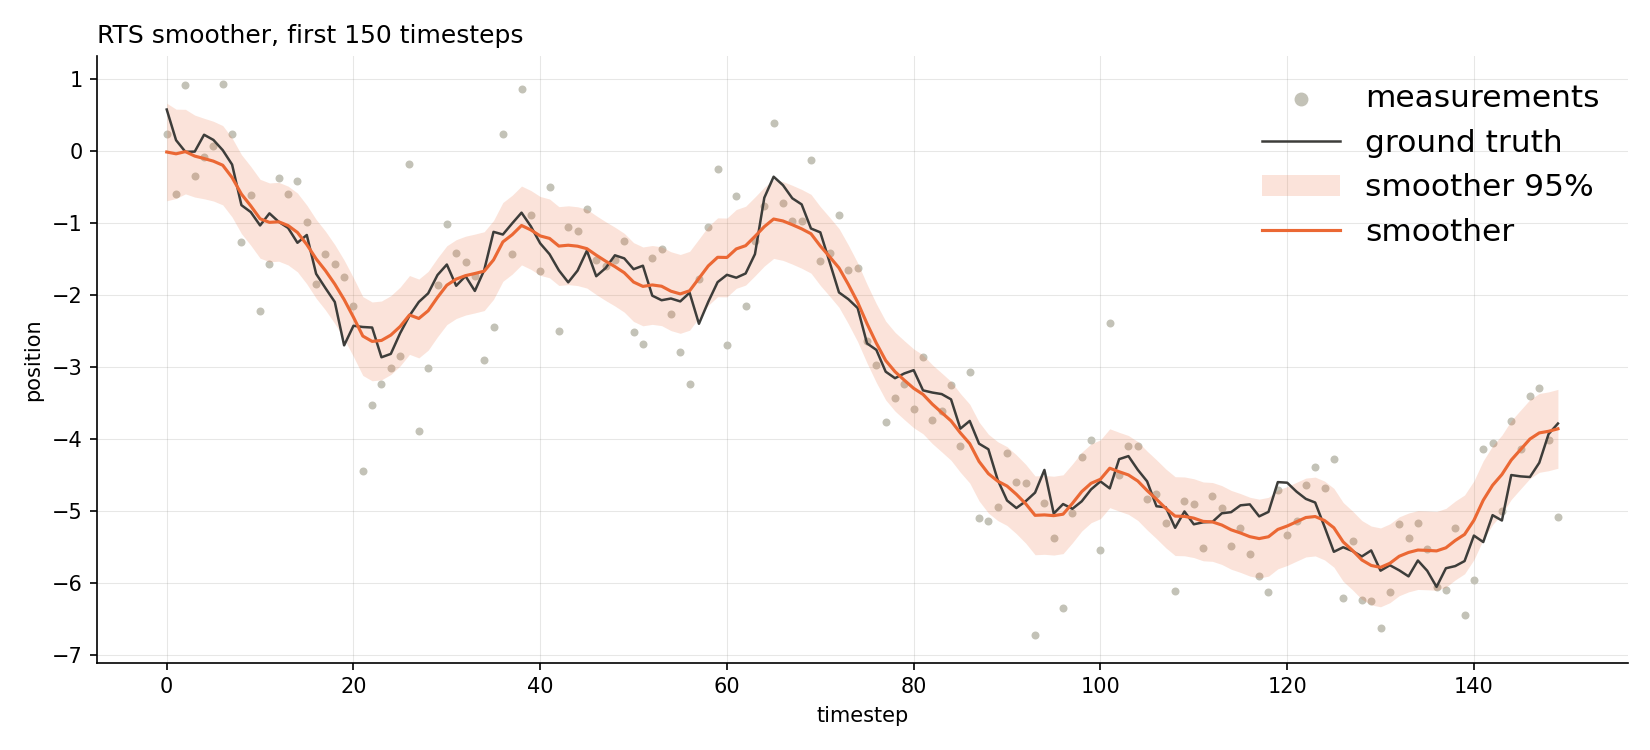 RTS smoother, first 150 timesteps
measurements
ground truth
smoother 95%
smoother
position
1
0
−1
−2
−3
−4
−5
−6
−7
0 20 40 60 80 100 120 140
timestep